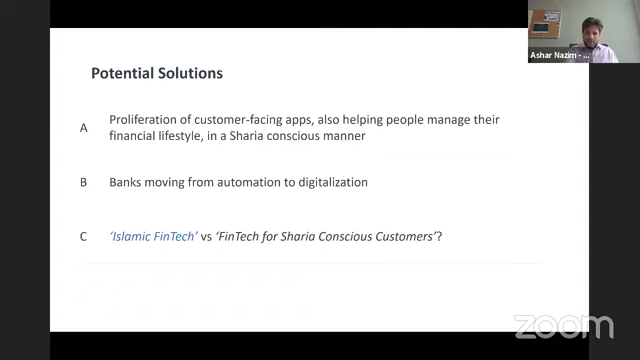 Ashar Nazim - ...
Potential Solutions
A
Proliferation of customer-facing apps, also helping people manage their
financial lifestyle, in a Sharia conscious manner
B
Banks moving from automation to digitalization
C
‘Islamic FinTech’ vs ‘FinTech for Sharia Conscious Customers’?
zoom